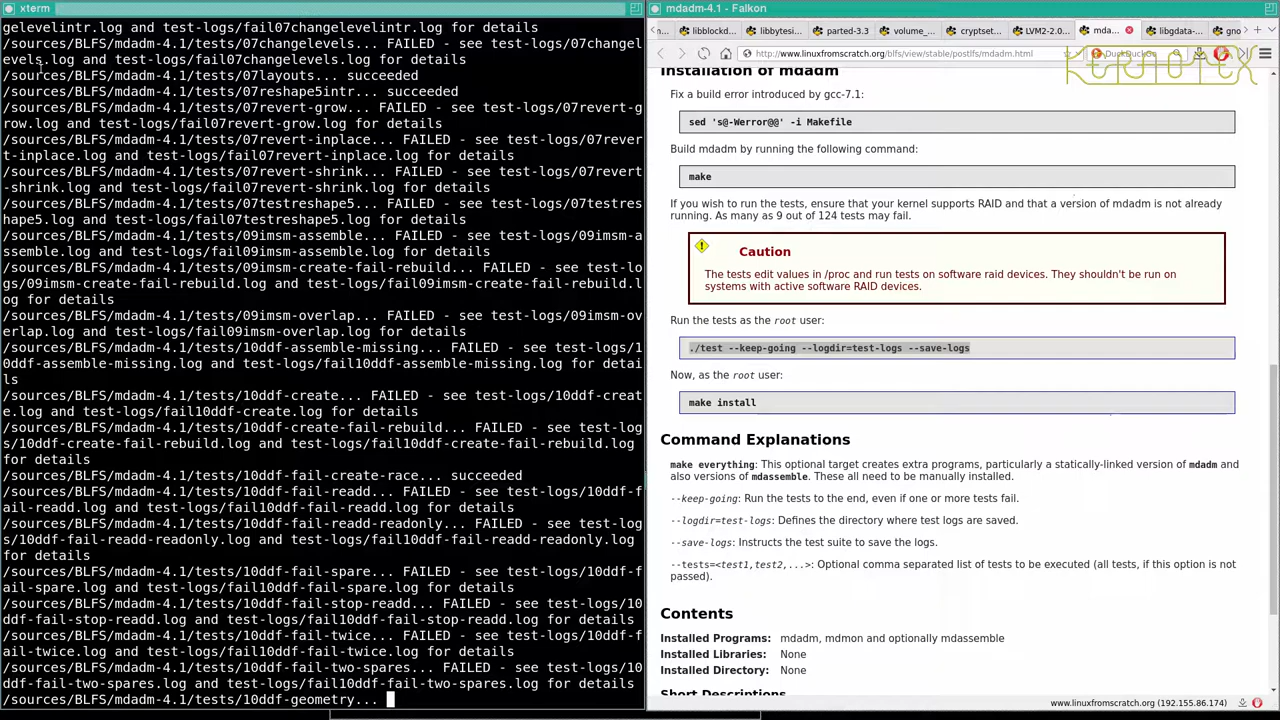 xterm
gelevelintr.log and test-logs/fail07changelevelintr.log for details
/sources/BLFS/mdadm-4.1/tests/07changelevels... FAILED - see test-logs/07changel
evels.log and test-logs/fail07changelevels.log for details
/sources/BLFS/mdadm-4.1/tests/07layouts... succeeded
/sources/BLFS/mdadm-4.1/tests/07reshape5intr... succeeded
/sources/BLFS/mdadm-4.1/tests/07revert-grow... FAILED - see test-logs/07revert-g
row.log and test-logs/fail07revert-grow.log for details
/sources/BLFS/mdadm-4.1/tests/07revert-inplace... FAILED - see test-logs/07rever
t-inplace.log and test-logs/fail07revert-inplace.log for details
/sources/BLFS/mdadm-4.1/tests/07revert-shrink... FAILED - see test-logs/07revert
-shrink.log and test-logs/fail07revert-shrink.log for details
/sources/BLFS/mdadm-4.1/tests/07testreshape5... FAILED - see test-logs/07testres
hape5.log and test-logs/fail07testreshape5.log for details
/sources/BLFS/mdadm-4.1/tests/09imsm-assemble... FAILED - see test-logs/09imsm-a
ssemble.log and test-logs/fail09imsm-assemble.log for details
/sources/BLFS/mdadm-4.1/tests/09imsm-create-fail-rebuild... FAILED - see test-lo
gs/09imsm-create-fail-rebuild.log and test-logs/fail09imsm-create-fail-rebuild.l
og for details
/sources/BLFS/mdadm-4.1/tests/09imsm-overlap... FAILED - see test-logs/09imsm-ov
erlap.log and test-logs/fail09imsm-overlap.log for details
/sources/BLFS/mdadm-4.1/tests/10ddf-assemble-missing... FAILED - see test-logs/1
0ddf-assemble-missing.log and test-logs/fail10ddf-assemble-missing.log for detai
ls
/sources/BLFS/mdadm-4.1/tests/10ddf-create... FAILED - see test-logs/10ddf-creat
e.log and test-logs/fail10ddf-create.log for details
/sources/BLFS/mdadm-4.1/tests/10ddf-create-fail-rebuild... FAILED - see test-log
s/10ddf-create-fail-rebuild.log and test-logs/fail10ddf-create-fail-rebuild.log
for details
/sources/BLFS/mdadm-4.1/tests/10ddf-fail-create-race... succeeded
/sources/BLFS/mdadm-4.1/tests/10ddf-fail-readd... FAILED - see test-logs/10ddf-f
ail-readd.log and test-logs/fail10ddf-fail-readd.log for details
/sources/BLFS/mdadm-4.1/tests/10ddf-fail-readd-readonly... FAILED - see test-log
s/10ddf-fail-readd-readonly.log and test-logs/fail10ddf-fail-readd-readonly.log
for details
/sources/BLFS/mdadm-4.1/tests/10ddf-fail-spare... FAILED - see test-logs/10ddf-f
ail-spare.log and test-logs/fail10ddf-fail-spare.log for details
/sources/BLFS/mdadm-4.1/tests/10ddf-fail-stop-readd... FAILED - see test-logs/10
ddf-fail-stop-readd.log and test-logs/fail10ddf-fail-stop-readd.log for details
/sources/BLFS/mdadm-4.1/tests/10ddf-fail-twice... FAILED - see test-logs/10ddf-f
ail-twice.log and test-logs/fail10ddf-fail-twice.log for details
/sources/BLFS/mdadm-4.1/tests/10ddf-fail-two-spares... FAILED - see test-logs/10
ddf-fail-two-spares.log and test-logs/fail10ddf-fail-two-spares.log for details
/sources/BLFS/mdadm-4.1/tests/10ddf-geometry...
mdadm-4.1 - Falkon
libblockd libbytesi parted-3.3 volume_ cryptset LVM2-2.0 mda... libgdata- gno
http://www.linuxfromscratch.org/blfs/view/stable/postlfs/mdadm.html DuckDuckGo
KERNOTEX
Installation of mdadm
Fix a build error introduced by gcc-7.1:
sed 's@-Werror@@' -i Makefile
Build mdadm by running the following command:
make
If you wish to run the tests, ensure that your kernel supports RAID and that a version of mdadm is not already
running. As many as 9 out of 124 tests may fail.
Caution
The tests edit values in /proc and run tests on software raid devices. They shouldn't be run on
systems with active software RAID devices.
Run the tests as the root user:
./test --keep-going --logdir=test-logs --save-logs
Now, as the root user:
make install
Command Explanations
make everything: This optional target creates extra programs, particularly a statically-linked version of mdadm and
also versions of mdassemble. These all need to be manually installed.
--keep-going: Run the tests to the end, even if one or more tests fail.
--logdir=test-logs: Defines the directory where test logs are saved.
--save-logs: Instructs the test suite to save the logs.
--tests=<test1,test2,...>: Optional comma separated list of tests to be executed (all tests, if this option is not
passed).
Contents
Installed Programs: mdadm, mdmon and optionally mdassemble
Installed Libraries: None
Installed Directory: None
Short Descriptions
www.linuxfromscratch.org (192.155.86.174)